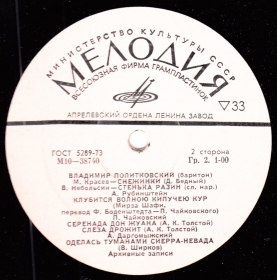 МИНИСТЕРСТВО КУЛЬТУРЫ СССР
МЕЛОДИЯ
ВСЕСОЮЗНАЯ ФИРМА ГРАМПЛАСТИНОК
▽33
АПРЕЛЕВСКИЙ ОРДЕНА ЛЕНИНА ЗАВОД
ГОСТ 5289-73
М10—38740
2 сторона
Гр. 2. 1-00
ВЛАДИМИР ПОЛИТКОВСКИЙ (баритон)
М. Красев—СНЕЖИНКИ (Д. Бедный)
В. Небольсин—СТЕНЬКА РАЗИН (сл. нар.)
А. Рубинштейн
КЛУБИТСЯ ВОЛНОЮ КИПУЧЕЮ КУР
(Мирза Шафи,
перевод Ф. Боденштедта—П. Чайковского)
П. Чайковский
СЕРЕНАДА ДОН ЖУАНА (А. К. Толстой)
СЛЕЗА ДРОЖИТ (А. К. Толстой)
А. Даргомыжский
ОДЕЛАСЬ ТУМАНАМИ СИЕРРА-НЕВАДА
(В. Ширков)
Архивные записи